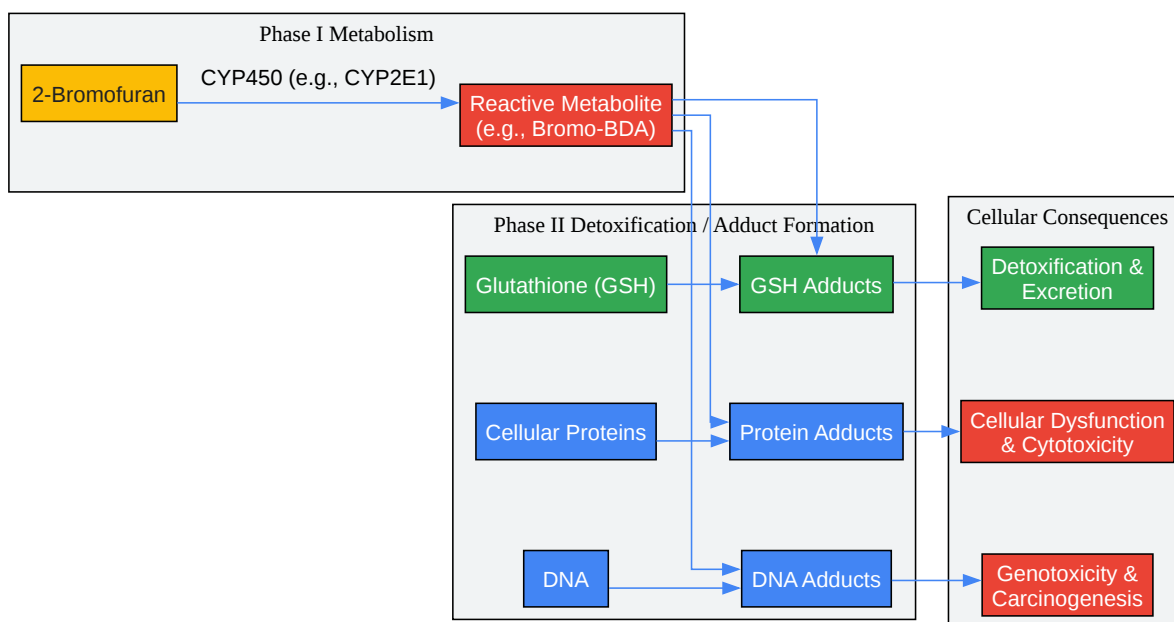 Phase I Metabolism
2-Bromofuran
CYP450 (e.g., CYP2E1)
Reactive Metabolite
(e.g., Bromo-BDA)
Phase II Detoxification / Adduct Formation
Glutathione (GSH)
GSH Adducts
Cellular Proteins
Protein Adducts
DNA
DNA Adducts
Cellular Consequences
Detoxification &
Excretion
Cellular Dysfunction
& Cytotoxicity
Genotoxicity &
Carcinogenesis